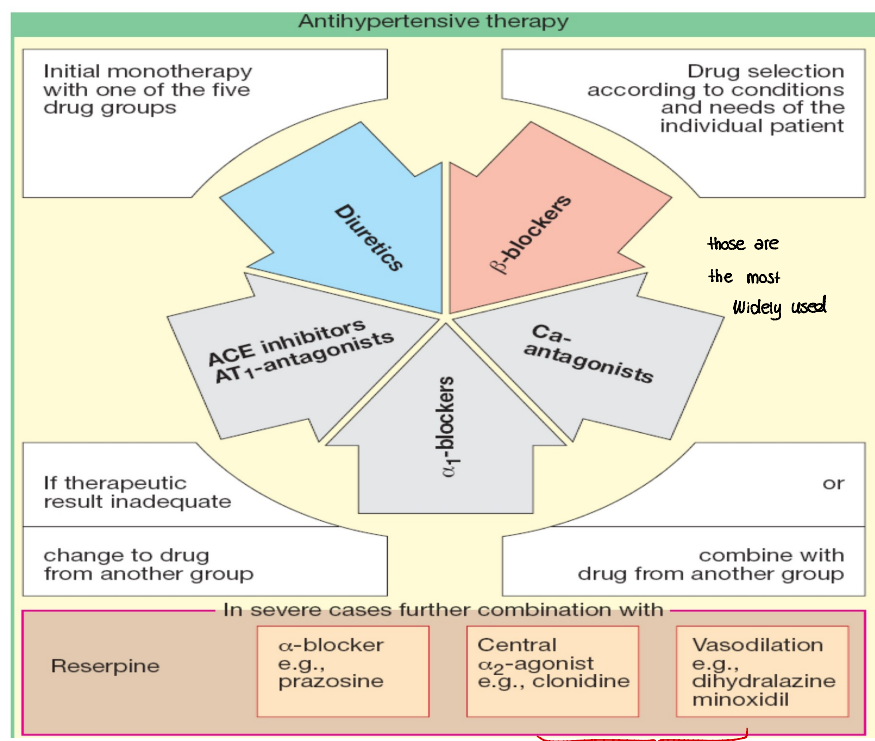 Antihypertensive therapy
Initial monotherapy
with one of the five
drug groups
Drug selection
according to conditions
and needs of the
individual patient
Diuretics
β-blockers
those are
the most
Widely used
ACE inhibitors
AT₁-antagonists
Ca-
antagonists
α₁-blockers
If therapeutic
result inadequate
or
change to drug
from another group
combine with
drug from another group
In severe cases further combination with
Reserpine
α-blocker
e.g.,
prazosine
Central
α₂-agonist
e.g., clonidine
Vasodilation
e.g.,
dihydralazine
minoxidil